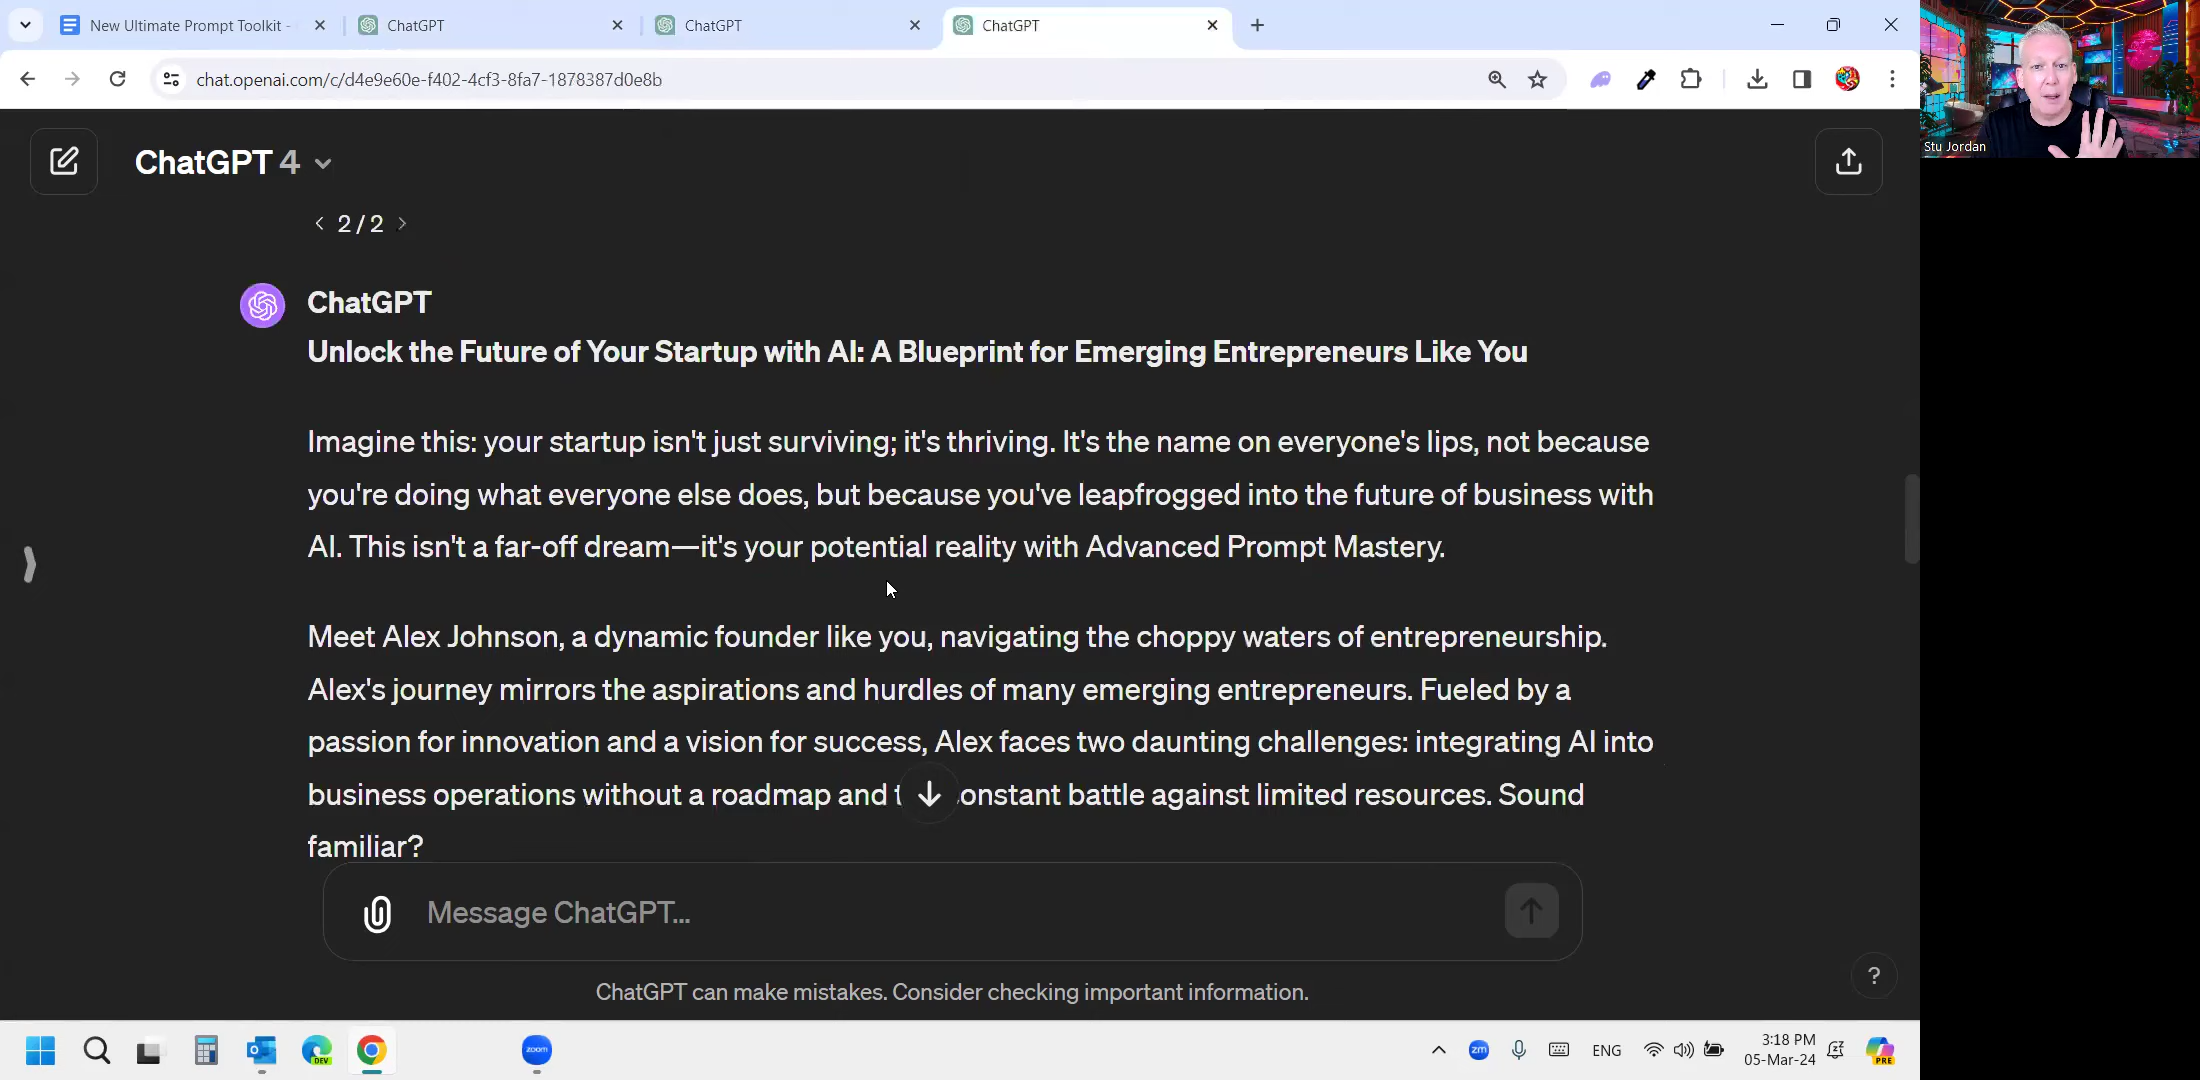 New Ultimate Prompt Toolkit -
ChatGPT
ChatGPT
ChatGPT
chat.openai.com/c/d4e9e60e-f402-4cf3-8fa7-1878387d0e8b
Stu Jordan
ChatGPT 4
2 / 2
ChatGPT
Unlock the Future of Your Startup with AI: A Blueprint for Emerging Entrepreneurs Like You
Imagine this: your startup isn't just surviving; it's thriving. It's the name on everyone's lips, not because
you're doing what everyone else does, but because you've leapfrogged into the future of business with
AI. This isn't a far-off dream—it's your potential reality with Advanced Prompt Mastery.
Meet Alex Johnson, a dynamic founder like you, navigating the choppy waters of entrepreneurship.
Alex's journey mirrors the aspirations and hurdles of many emerging entrepreneurs. Fueled by a
passion for innovation and a vision for success, Alex faces two daunting challenges: integrating AI into
business operations without a roadmap and t onstant battle against limited resources. Sound
familiar?
Message ChatGPT...
?
ChatGPT can make mistakes. Consider checking important information.
DEV
zoom
zm
ENG
3:18 PM
05-Mar-24
PRE